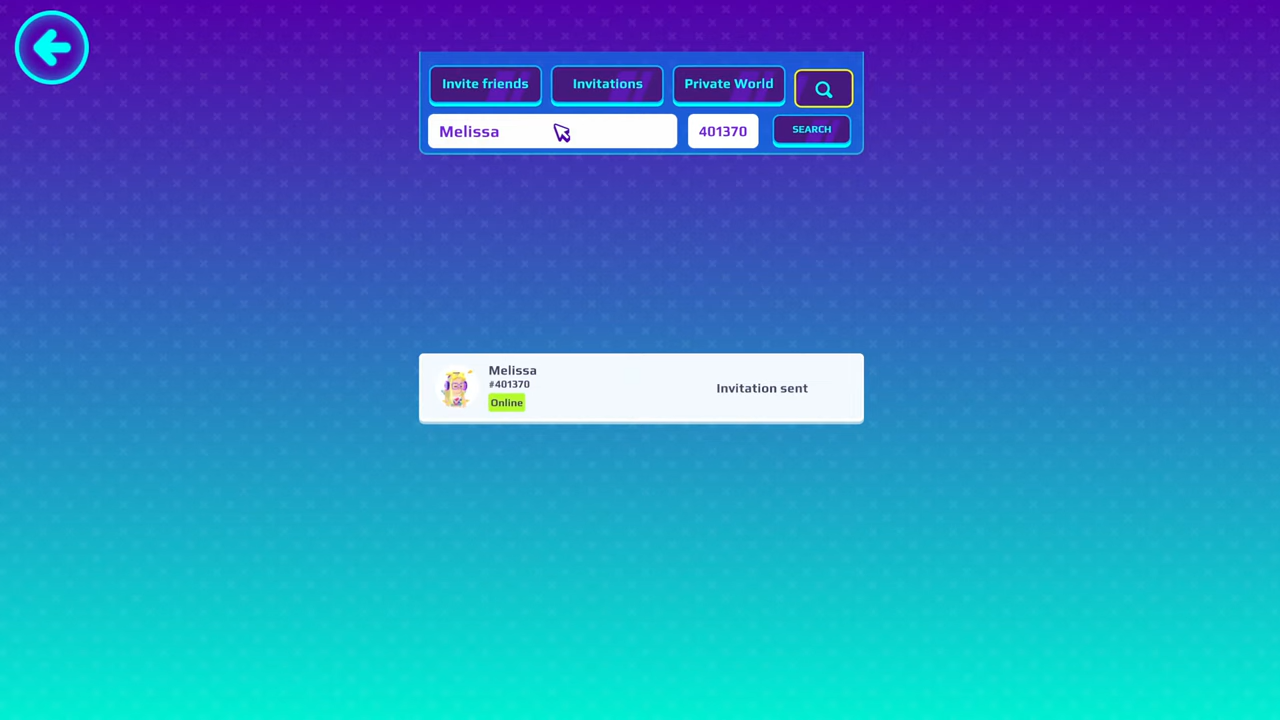 Invite friends
Invitations
Private World
Melissa
401370
SEARCH
Melissa
#401370
Online
Invitation sent